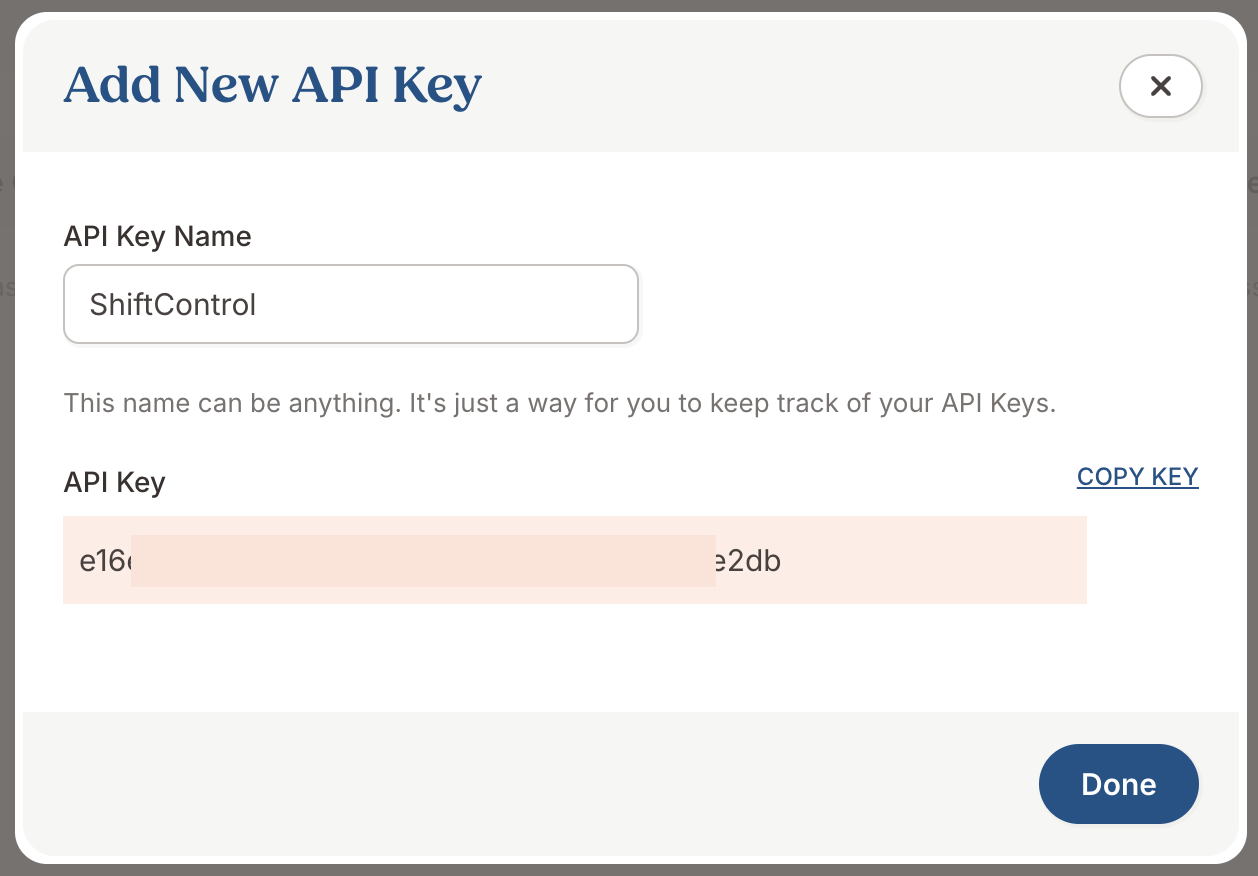 Add New API Key
API Key Name
ShiftControl
This name can be anything. It's just a way for you to keep track of your API Keys.
API Key
COPY KEY
e16 e2db
Done